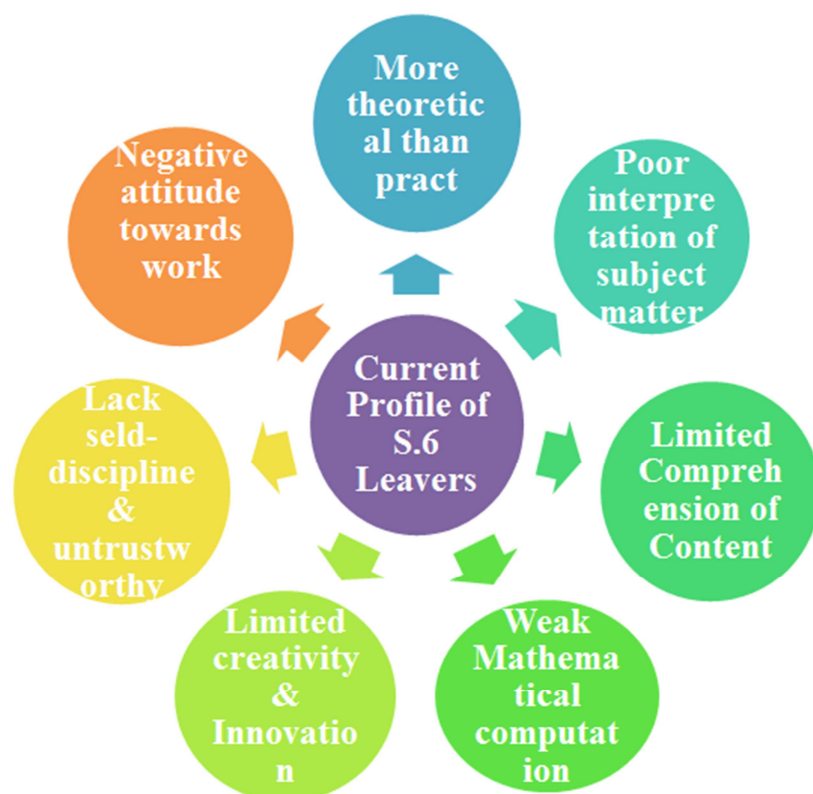 More
theoretic
al than
pract
Poor
interpre
tation of
subject
matter
Limited
Compreh
ension of
Content
Weak
Mathema
tical
computat
ion
Limited
creativity
&
Innovatio
n
Lack
seld-
discipline
&
untrustw
orthy
Negative
attitude
towards
work
Current
Profile of
S.6
Leavers